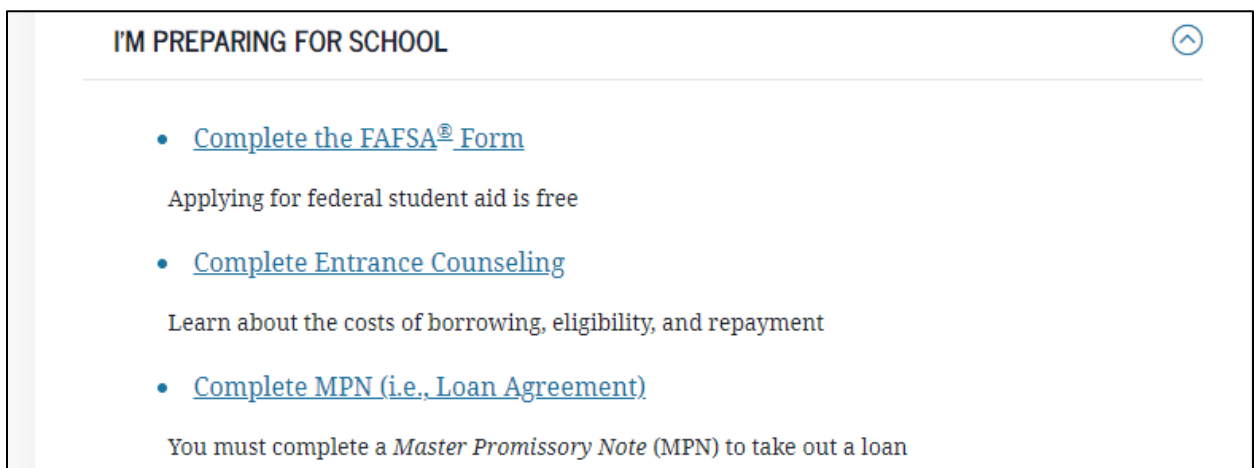 I'M PREPARING FOR SCHOOL
• Complete the FAFSA® Form
Applying for federal student aid is free
• Complete Entrance Counseling
Learn about the costs of borrowing, eligibility, and repayment
• Complete MPN (i.e., Loan Agreement)
You must complete a Master Promissory Note (MPN) to take out a loan